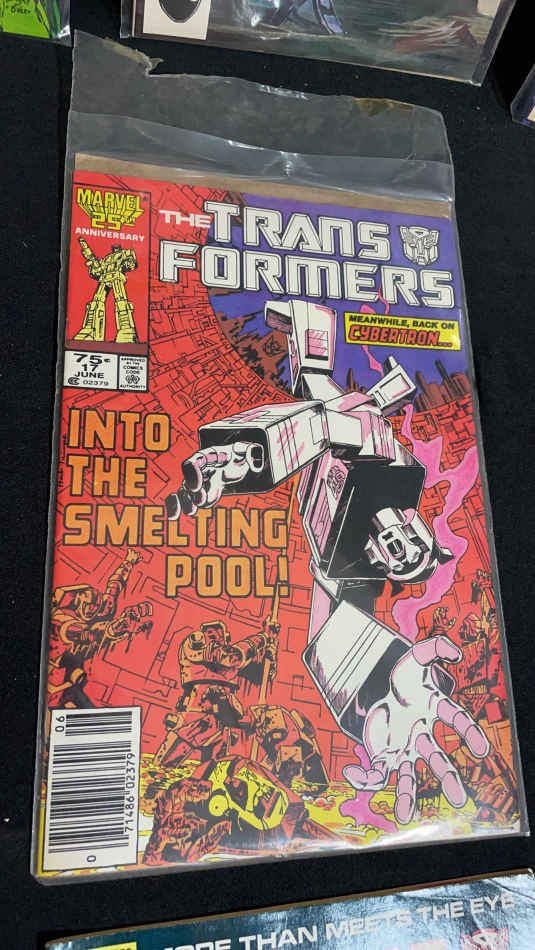 MARVEL
25TH
ANNIVERSARY
THE TRANS
FORMERS
MEANWHILE, BACK ON
CYBERTRON...
75¢
17
JUNE
CC 02379
APPROVED
BY THE
COMICS
CODE
AUTHORITY
INTO
THE
SMELTING
POOL!
06
71486 02379
0
MORE THAN MEETS THE EYE